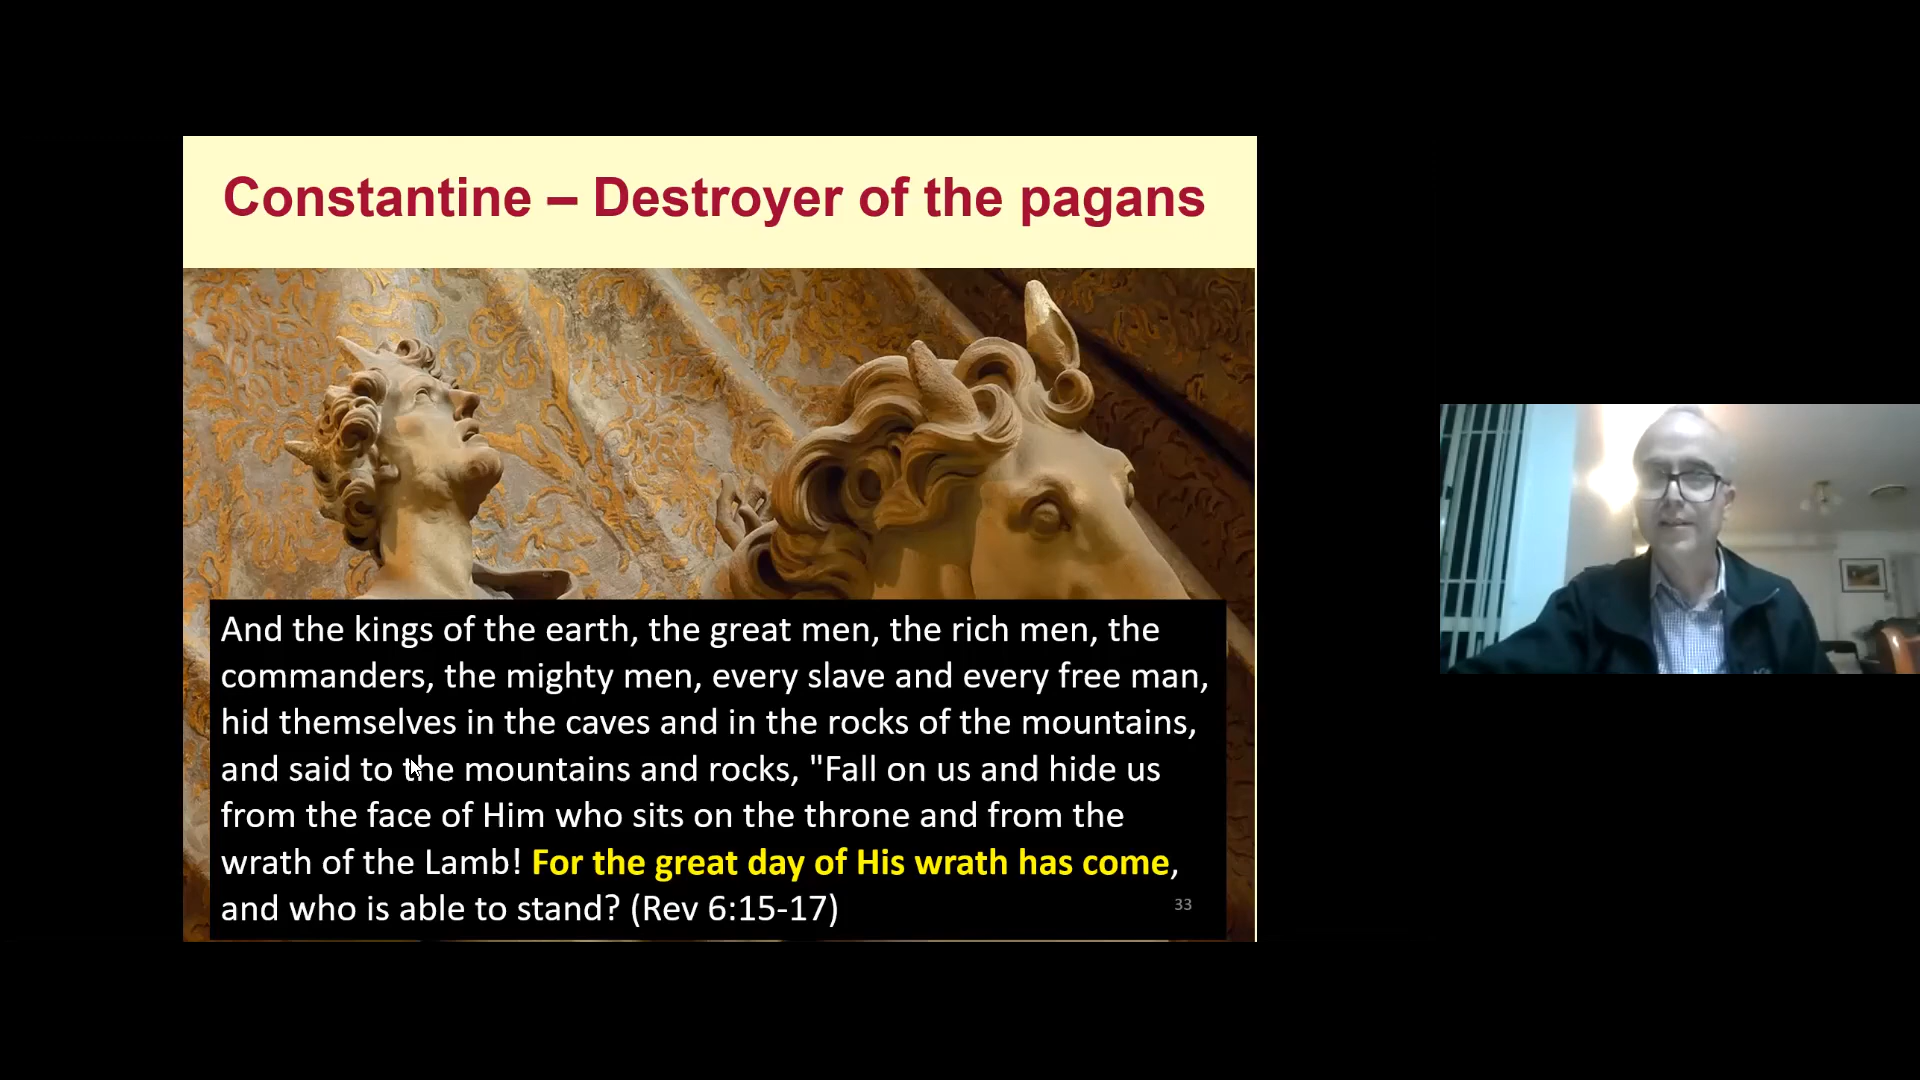 Constantine – Destroyer of the pagans
And the kings of the earth, the great men, the rich men, the
commanders, the mighty men, every slave and every free man,
hid themselves in the caves and in the rocks of the mountains,
and said to the mountains and rocks, "Fall on us and hide us
from the face of Him who sits on the throne and from the
wrath of the Lamb! For the great day of His wrath has come,
and who is able to stand? (Rev 6:15-17)
33